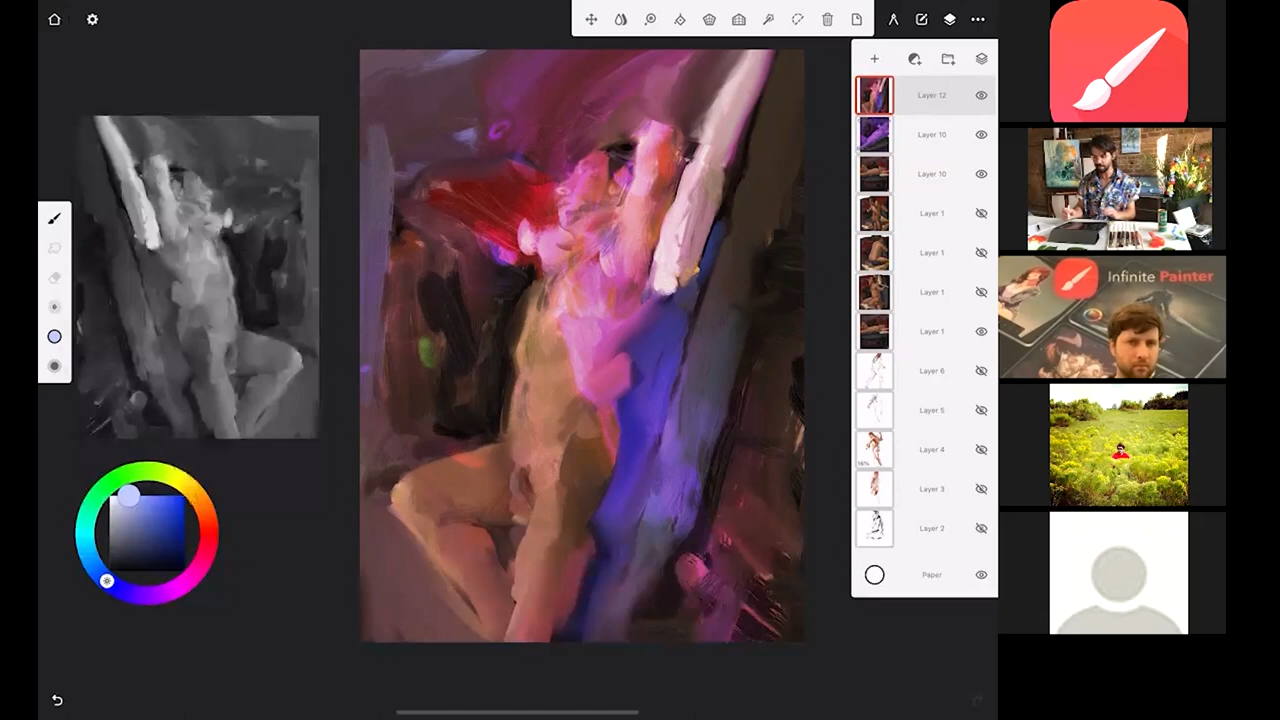 Layer 12
Layer 10
Layer 10
Layer 1
Layer 1
Layer 1
Layer 1
Layer 6
Layer 5
Layer 4
16%
Layer 3
Layer 2
Paper
Infinite Painter